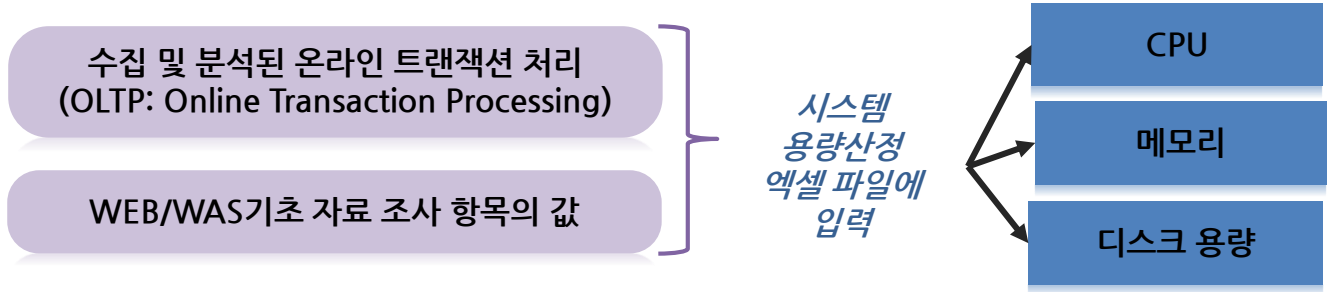 수집 및 분석된 온라인 트랜잭션 처리
(OLTP: Online Transaction Processing)
WEB/WAS기초 자료 조사 항목의 값
시스템
용량산정
엑셀 파일에
입력
CPU
메모리
디스크 용량